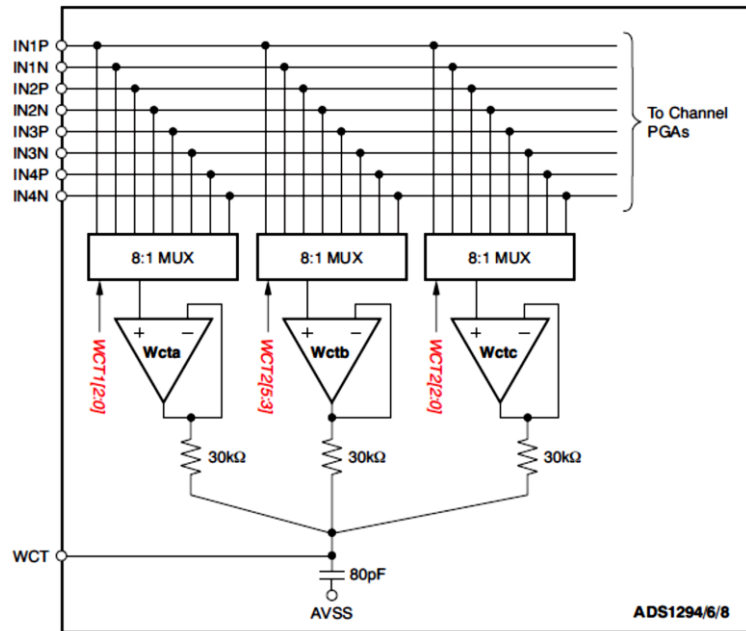 IN1P
IN1N
IN2P
IN2N
IN3P
IN3N
IN4P
IN4N
To Channel
PGAs
8:1 MUX
8:1 MUX
8:1 MUX
WCT1[2:0]
+ −
Wcta
WCT2[5:3]
+ −
Wctb
WCT2[2:0]
+ −
Wctc
30kΩ
30kΩ
30kΩ
WCT
80pF
AVSS
ADS1294/6/8